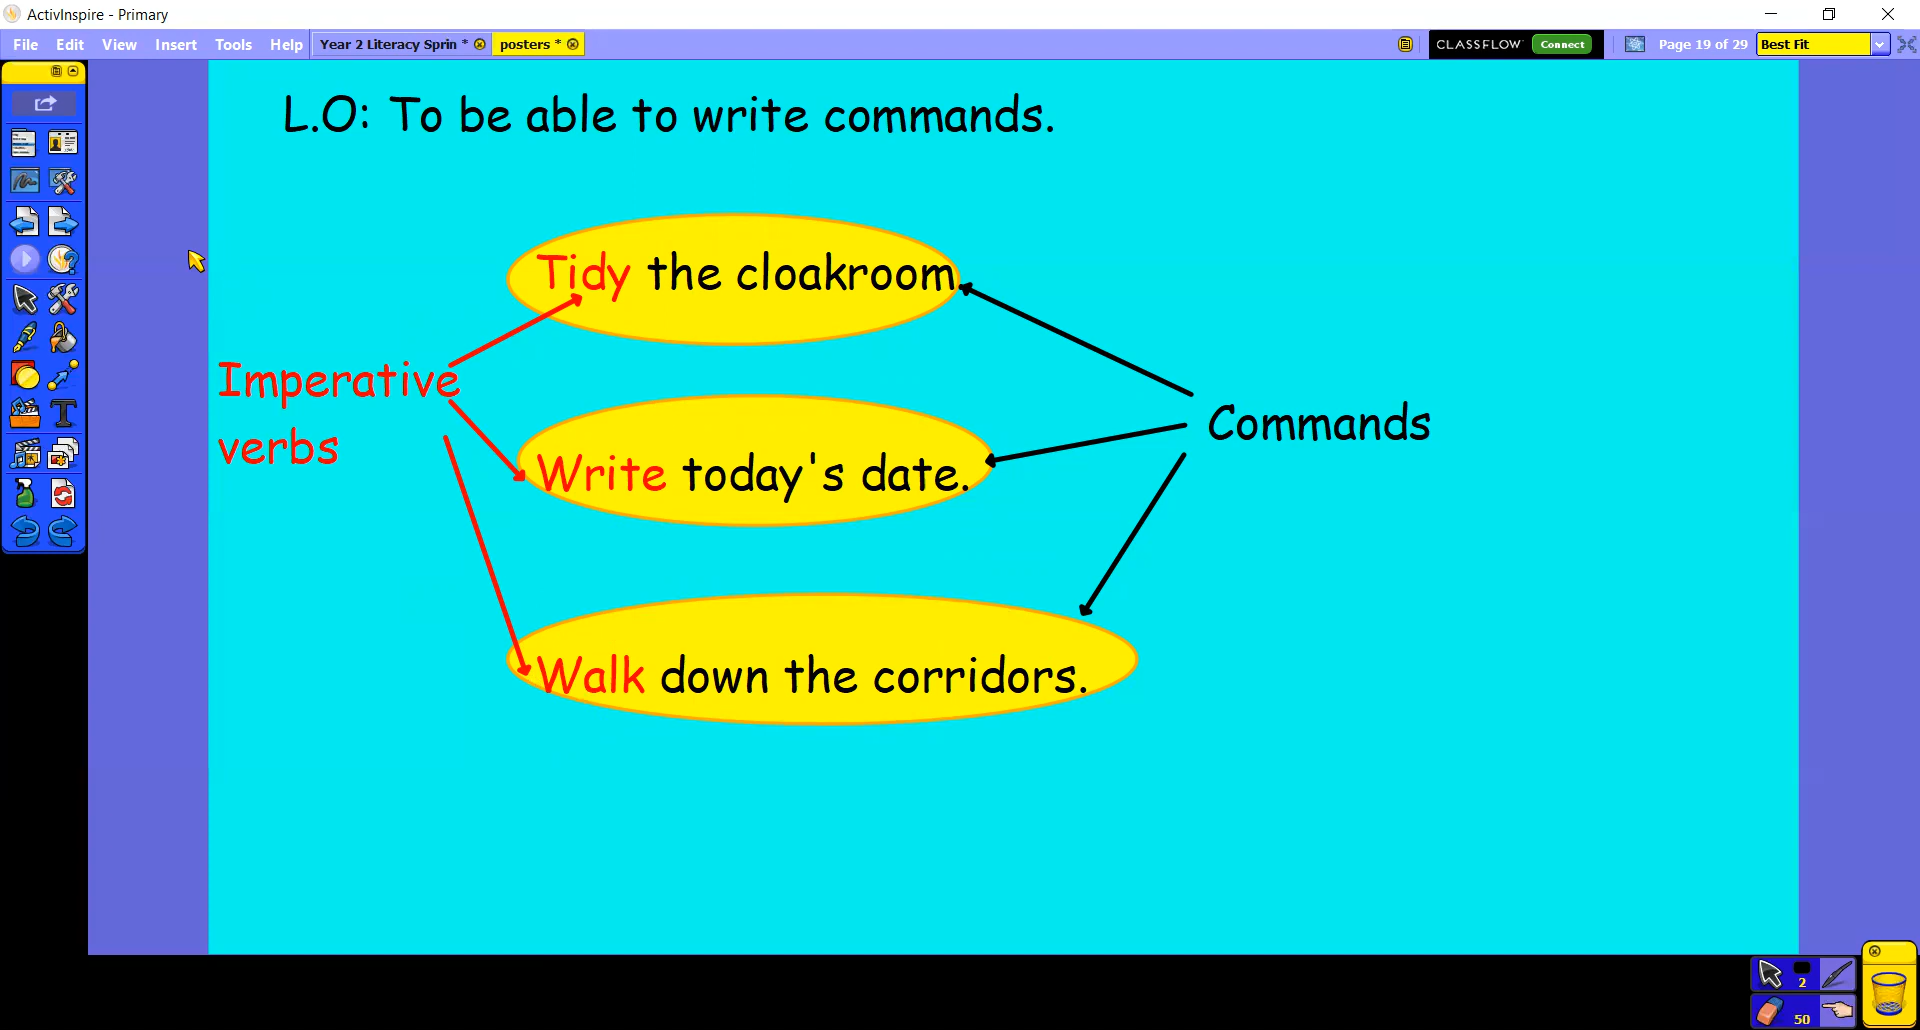 ActivInspire - Primary
File Edit View Insert Tools Help Year 2 Literacy Sprin * posters * CLASSFLOW Connect Page 19 of 29 Best Fit
L.O: To be able to write commands.
Tidy the cloakroom
Imperative
verbs
Commands
Write today's date.
Walk down the corridors.
2
50